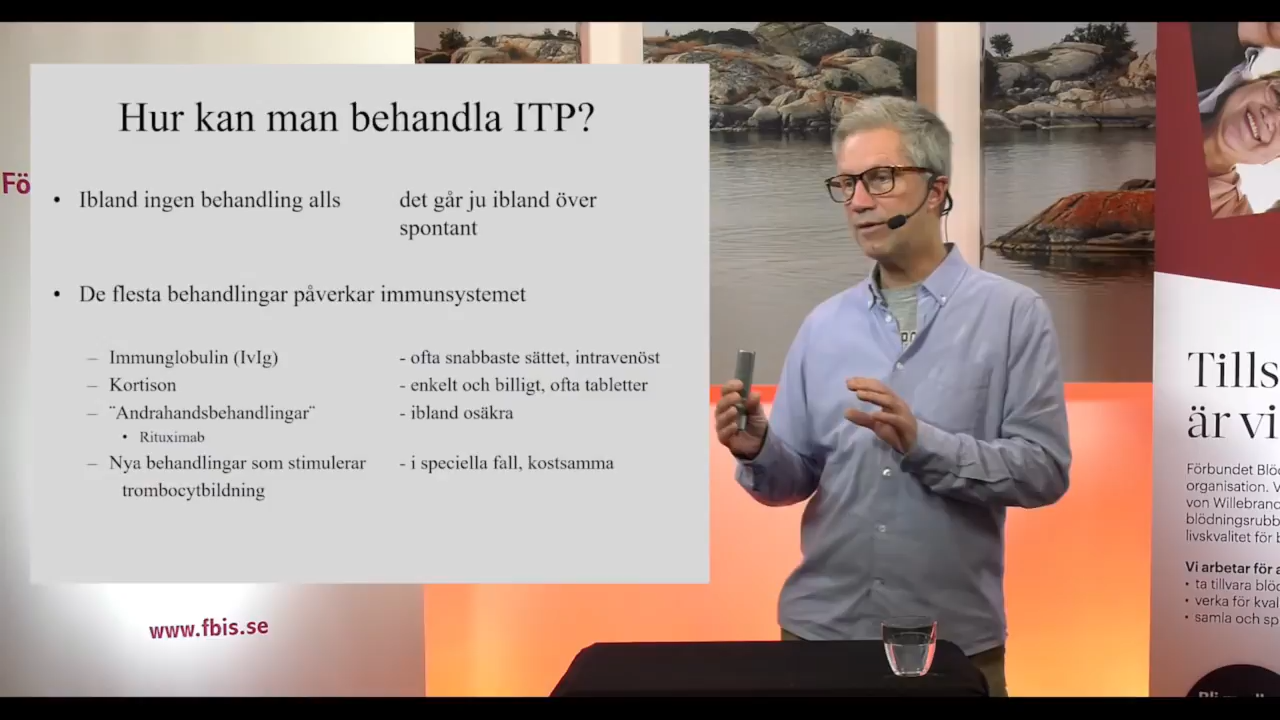 Hur kan man behandla ITP?
• Ibland ingen behandling alls
det går ju ibland över
spontant
• De flesta behandlingar påverkar immunsystemet
– Immunglobulin (IvIg)
- ofta snabbaste sättet, intravenöst
– Kortison
- enkelt och billigt, ofta tabletter
– ¨Andrahandsbehandlingar¨
- ibland osäkra
• Rituximab
– Nya behandlingar som stimulerar
trombocytbildning
- i speciella fall, kostsamma
Fö
www.fbis.se
Tills
är vi
Förbundet Blöd
organisation. V
von Willebrand
blödningsrubb
livskvalitet för b
Vi arbetar för a
• ta tillvara blöd
• verka för kval
• samla och sp